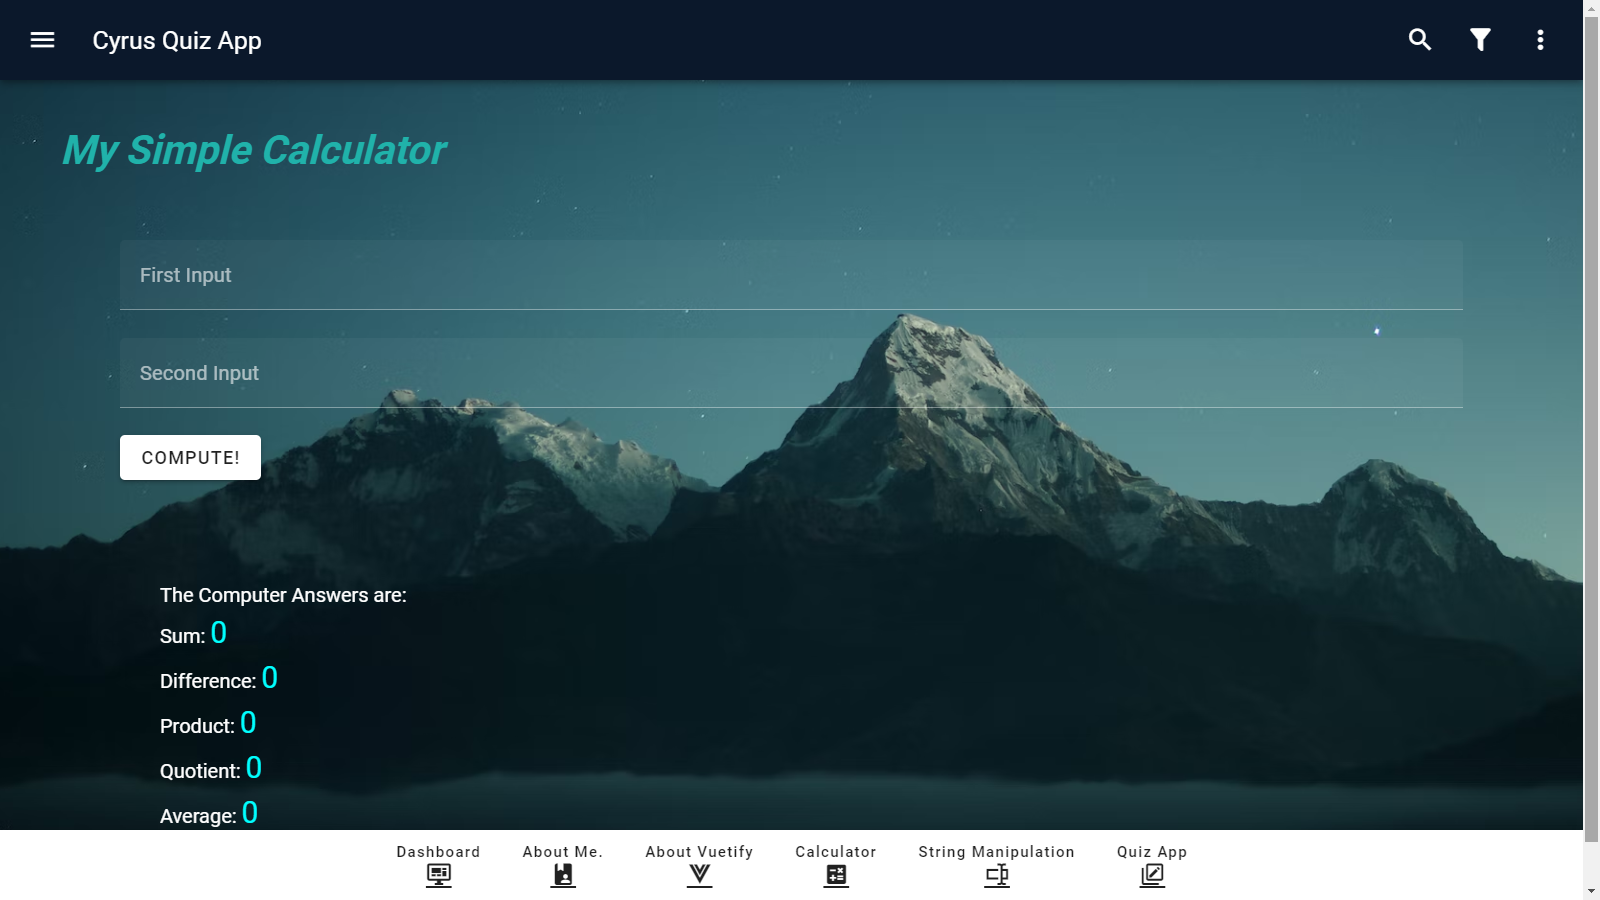 Cyrus Quiz App
My Simple Calculator
First Input
Second Input
COMPUTE!
The Computer Answers are:
Sum: 0
Difference: 0
Product: 0
Quotient: 0
Average: 0
Dashboard About Me. About Vuetify Calculator String Manipulation Quiz App